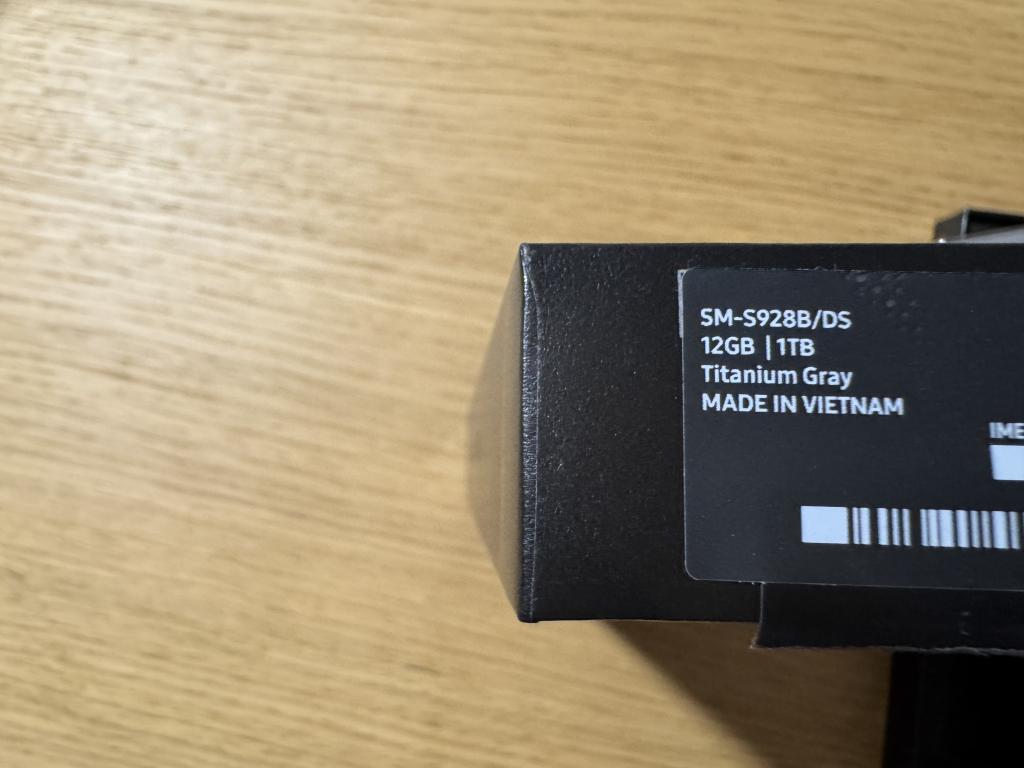 SM-S928B/DS
12GB | 1TB
Titanium Gray
MADE IN VIETNAM